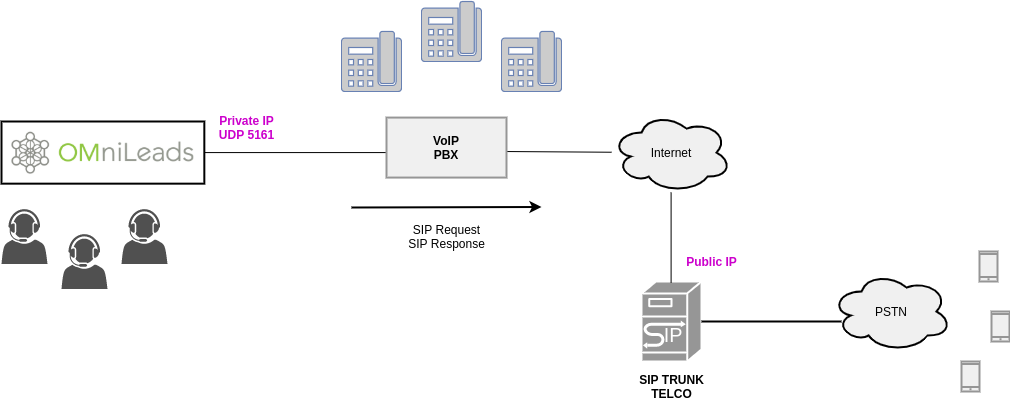 Private IP
UDP 5161
OMniLeads
VoIP
PBX
Internet
SIP Request
SIP Response
Public IP
SIP
PSTN
SIP TRUNK
TELCO